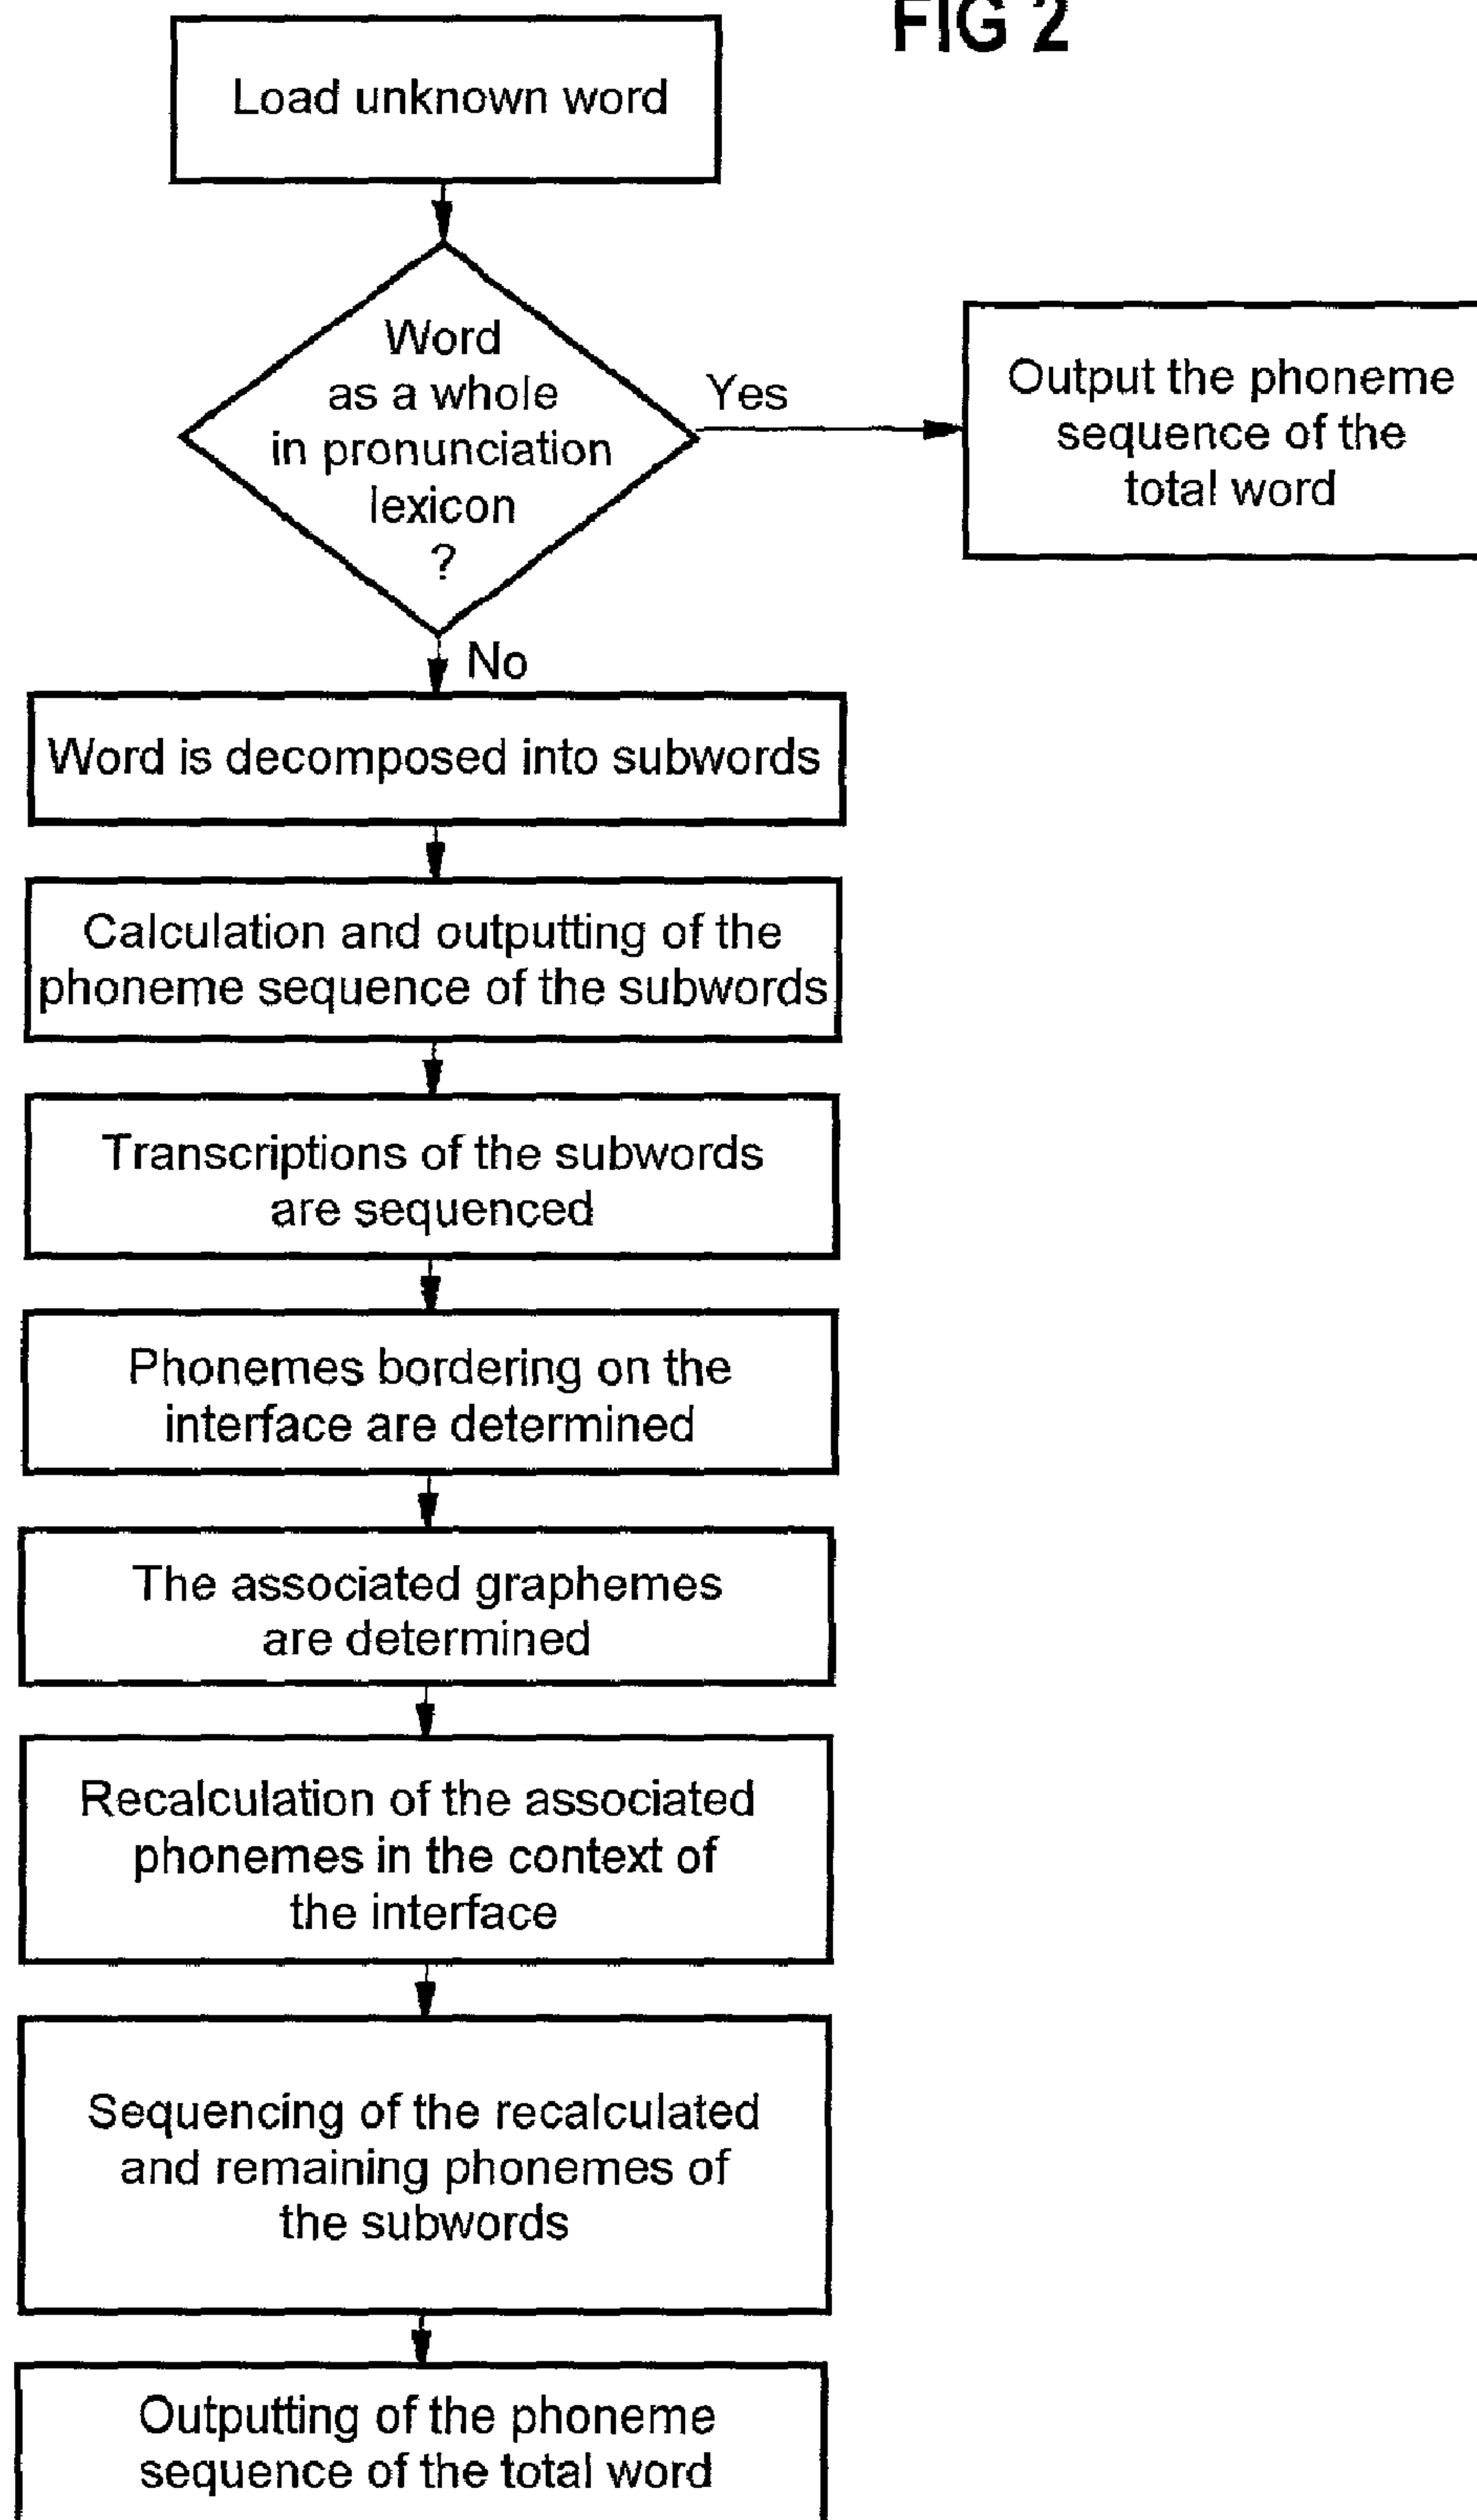 FIG 2
Load unknown word
Word
as a whole
in pronunciation
lexicon
?
Yes
Output the phoneme
sequence of the
total word
No
Word is decomposed into subwords
Calculation and outputting of the
phoneme sequence of the subwords
Transcriptions of the subwords
are sequenced
Phonemes bordering on the
interface are determined
The associated graphemes
are determined
Recalculation of the associated
phonemes in the context of
the interface
Sequencing of the recalculated
and remaining phonemes of
the subwords
Outputting of the phoneme
sequence of the total word